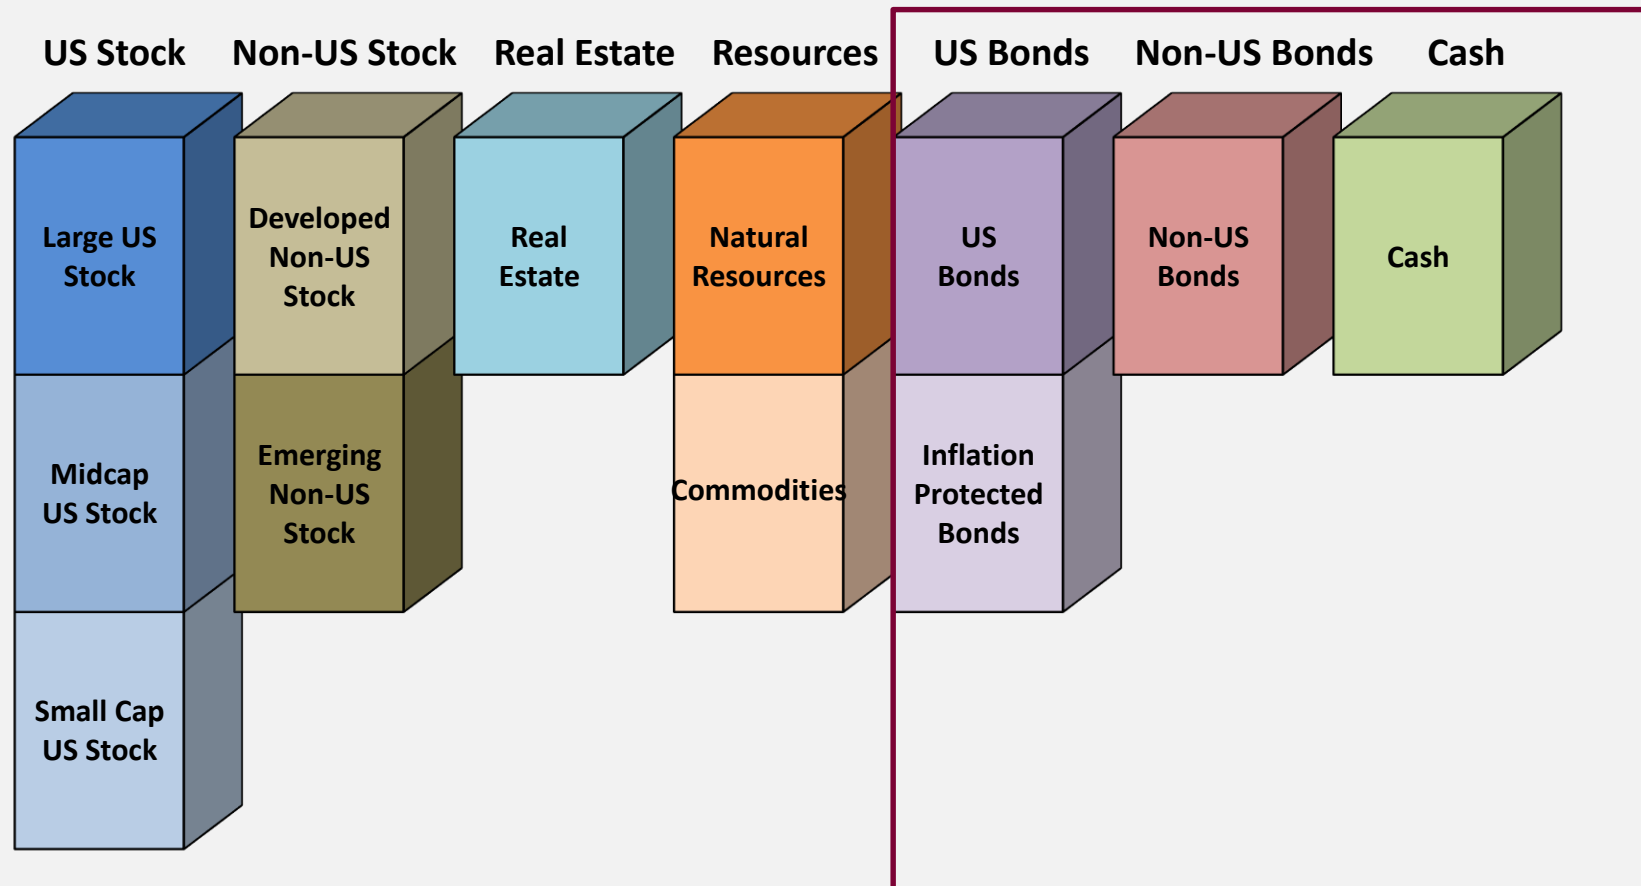 US Stock
Non-US Stock
Real Estate
Resources
US Bonds
Non-US Bonds
Cash
Large US
Stock
Developed
Non-US
Stock
Real
Estate
Natural
Resources
US
Bonds
Non-US
Bonds
Cash
Midcap
US Stock
Emerging
Non-US
Stock
Commodities
Inflation
Protected
Bonds
Small Cap
US Stock